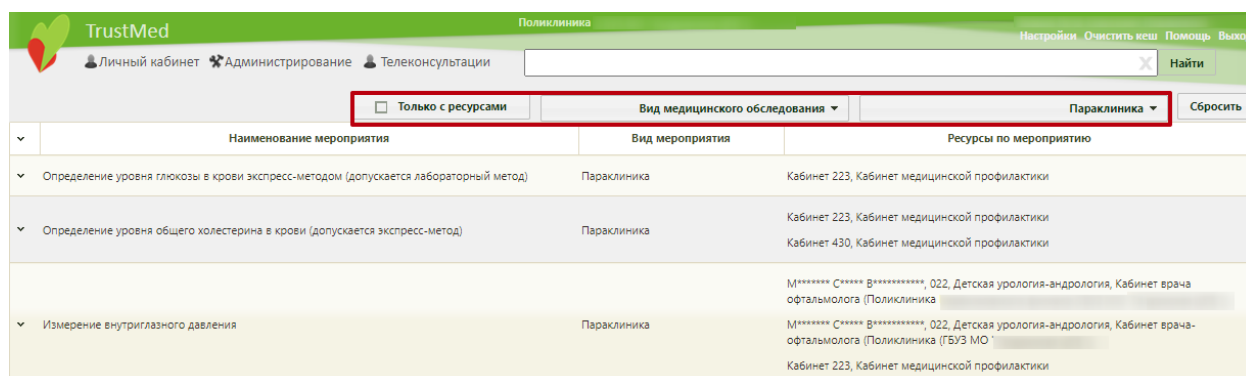 TrustMed
Поликлиника
Настройки Очистить кеш Помощь
Личный кабинет Администрирование Телеконсультации X Найти
Только с ресурсами Вид медицинского обследования Параклиника Сбросить
Наименование мероприятия Вид мероприятия Ресурсы по мероприятию
Определение уровня глюкозы в крови экспресс-методом (допускается лабораторный метод) Параклиника Кабинет 223, Кабинет медицинской профилактики
Кабинет 223, Кабинет медицинской профилактики
Определение уровня общего холестерина в крови (допускается экспресс-метод) Параклиника
Кабинет 430, Кабинет медицинской профилактики
М******* С***** В***********, 022, Детская урология-андрология, Кабинет врача
офтальмолога (Поликлиника
Измерение внутриглазного давления Параклиника М******* С***** В***********, 022, Детская урология-андрология, Кабинет врача-
офтальмолога (Поликлиника (ГБУЗ МО
Кабинет 223, Кабинет медицинской профилактики